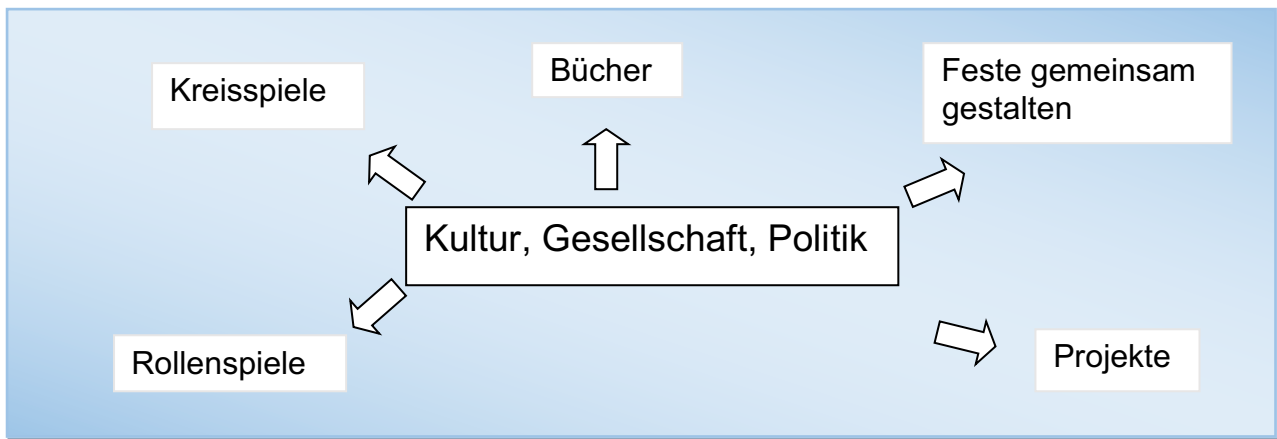 Kreisspiele
Bücher
Feste gemeinsam
gestalten
Kultur, Gesellschaft, Politik
Rollenspiele
Projekte